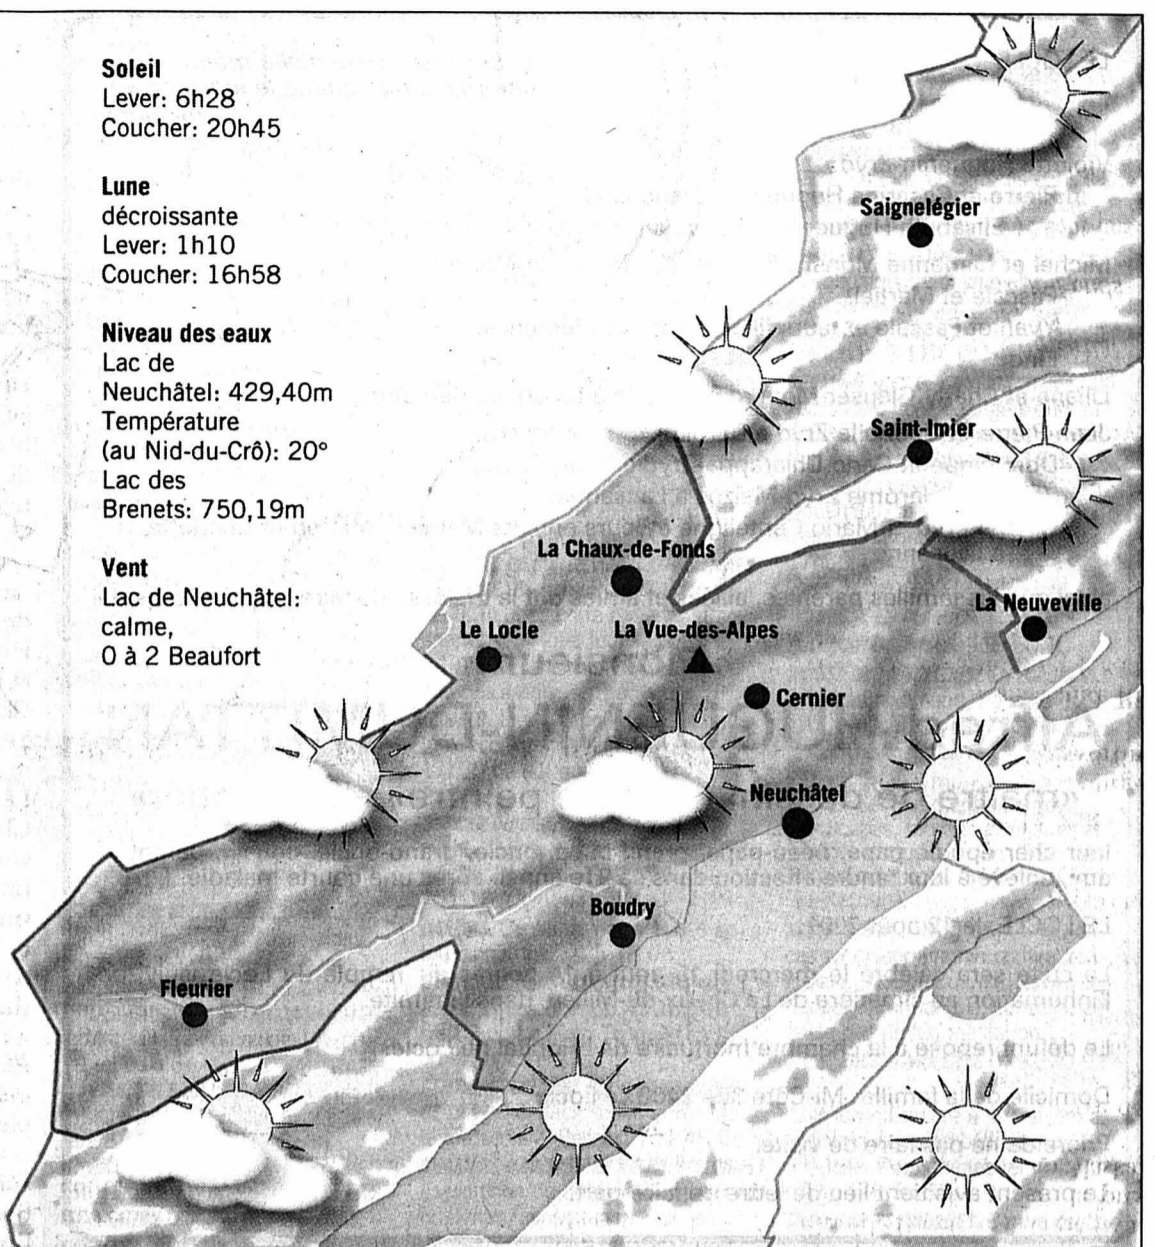 Soleil
Lever: 6h28
Coucher: 20h45
Lune
décroissante
Lever: 1h10
Coucher: 16h58
Niveau des eaux
Lac de
Neuchâtel: 429,40m
Température
(au Nid-du-Crô): 20°
Lac des
Brenets: 750,19m
Vent
Lac de Neuchâtel:
calme,
0 à 2 Beaufort
Saignelégier
Saint-Imier
La Chaux-de-Fonds
La Neuveville
Le Locle
La Vue-des-Alpes
Cernier
Neuchâtel
Boudry
Fleurier